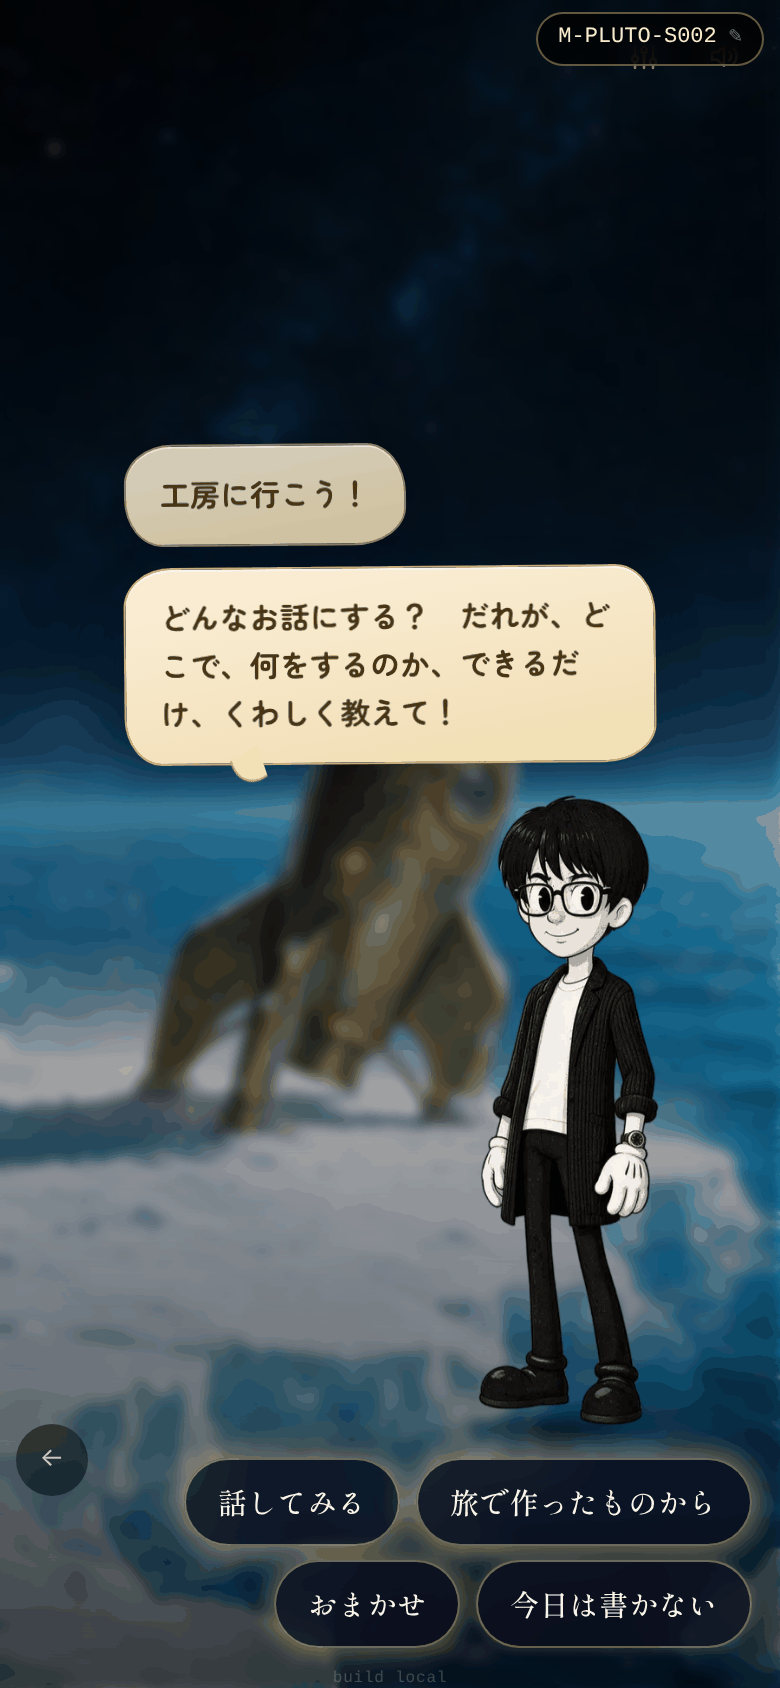 M-PLUTO-S002 ✎
工房に行こう！
どんなお話にする？　だれが、ど
こで、何をするのか、できるだ
け、くわしく教えて！
←
話してみる
旅で作ったものから
おまかせ
今日は書かない
build local